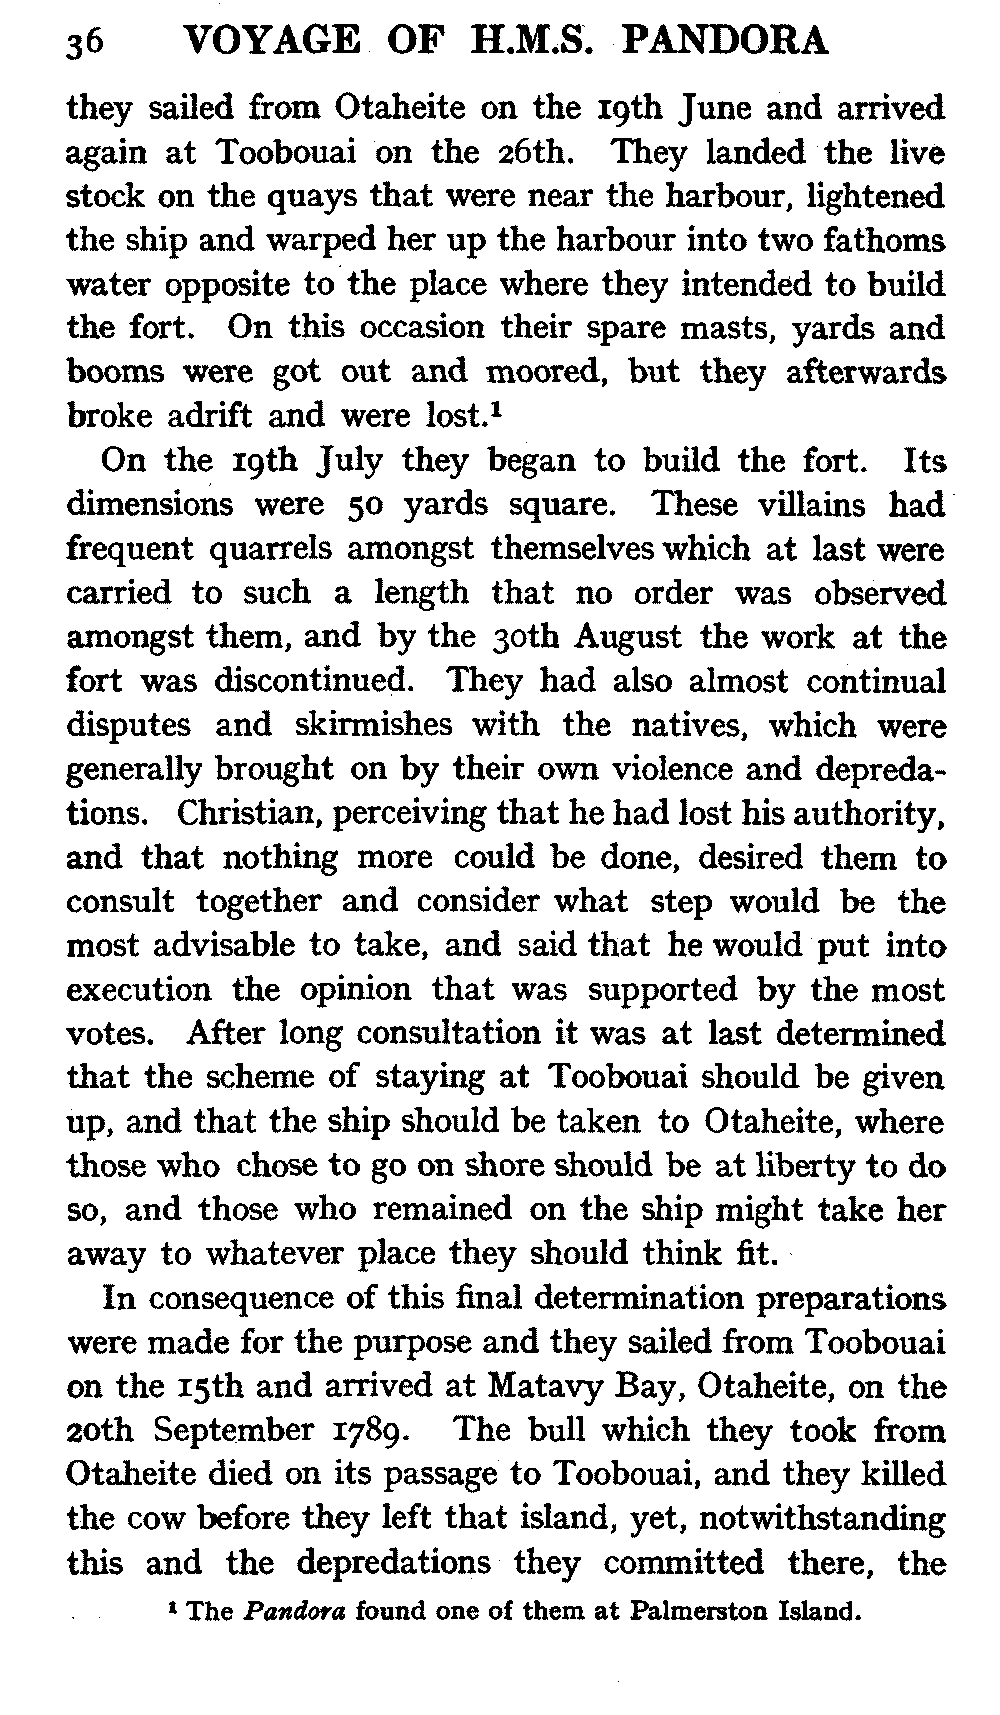 36 VOYAGE OF H.M.S. PANDORA
they sailed from Otaheite on the 19th June and arrived
again at Toobouai on the 26th. They landed the live
stock on the quays that were near the harbour, lightened
the ship and warped her up the harbour into two fathoms
water opposite to the place where they intended to build
the fort. On this occasion their spare masts, yards and
booms were got out and moored, but they afterwards
broke adrift and were lost.¹
On the 19th July they began to build the fort. Its
dimensions were 50 yards square. These villains had
frequent quarrels amongst themselves which at last were
carried to such a length that no order was observed
amongst them, and by the 30th August the work at the
fort was discontinued. They had also almost continual
disputes and skirmishes with the natives, which were
generally brought on by their own violence and depreda-
tions. Christian, perceiving that he had lost his authority,
and that nothing more could be done, desired them to
consult together and consider what step would be the
most advisable to take, and said that he would put into
execution the opinion that was supported by the most
votes. After long consultation it was at last determined
that the scheme of staying at Toobouai should be given
up, and that the ship should be taken to Otaheite, where
those who chose to go on shore should be at liberty to do
so, and those who remained on the ship might take her
away to whatever place they should think fit.
In consequence of this final determination preparations
were made for the purpose and they sailed from Toobouai
on the 15th and arrived at Matavy Bay, Otaheite, on the
20th September 1789. The bull which they took from
Otaheite died on its passage to Toobouai, and they killed
the cow before they left that island, yet, notwithstanding
this and the depredations they committed there, the
¹ The Pandora found one of them at Palmerston Island.